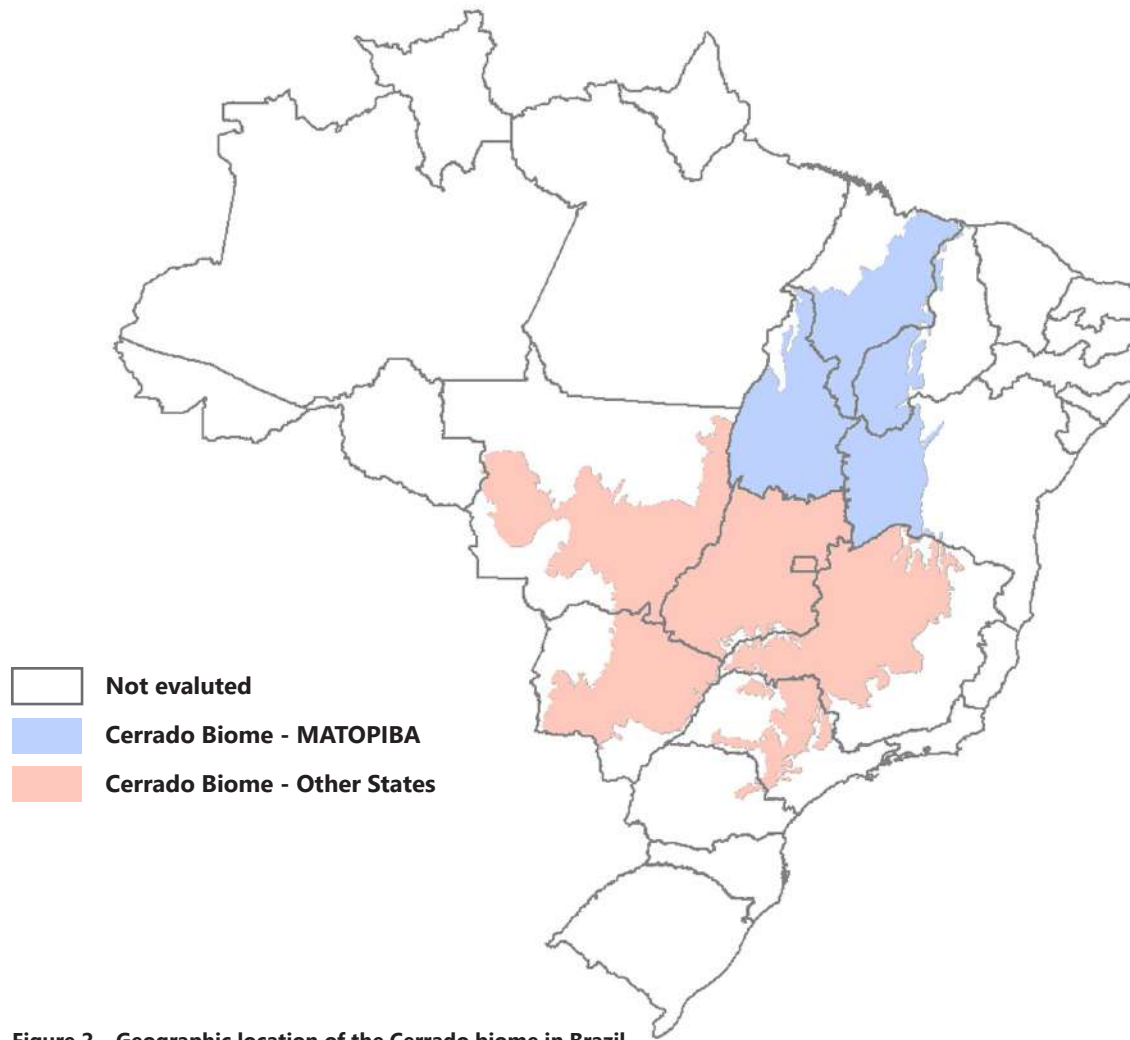 Not evaluted
Cerrado Biome - MATOPIBA
Cerrado Biome - Other States
Figure 2 – Geographic location of the Cerrado biome in Brazil